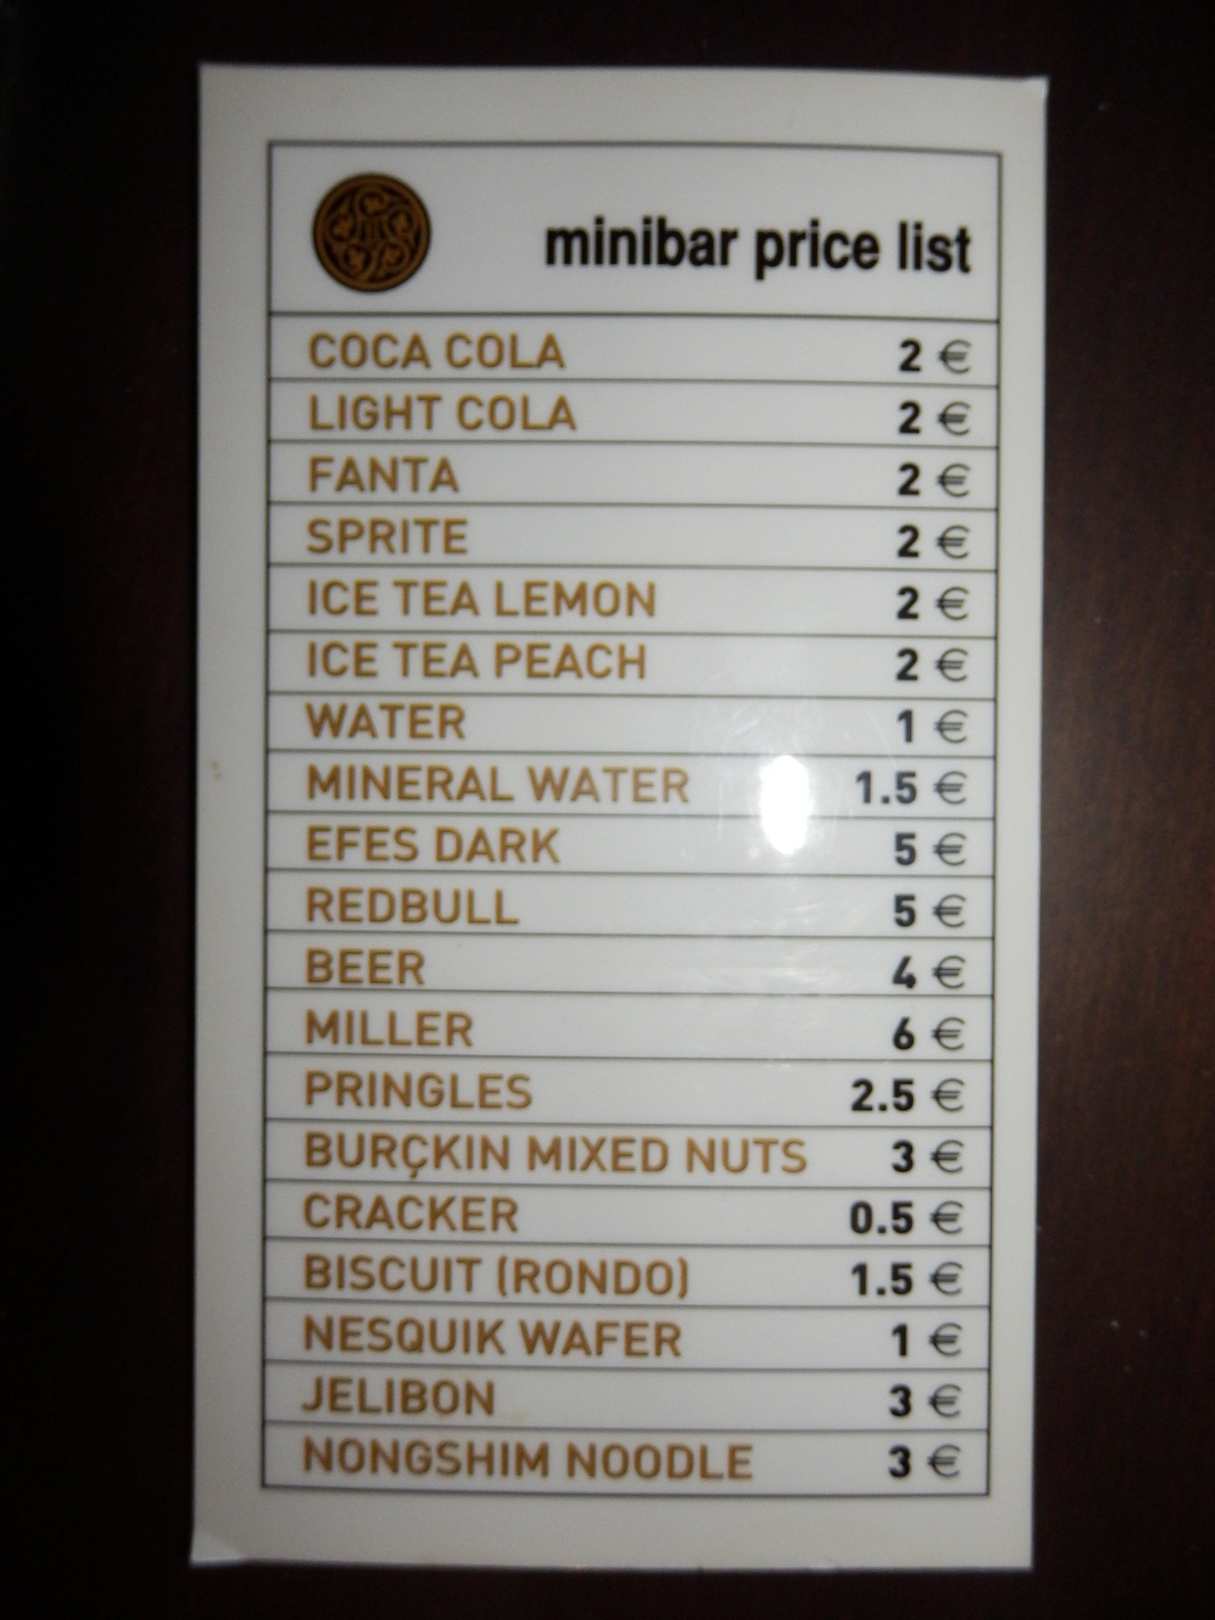 minibar price list
COCA COLA 2 €
LIGHT COLA 2 €
FANTA 2 €
SPRITE 2 €
ICE TEA LEMON 2 €
ICE TEA PEACH 2 €
WATER 1 €
MINERAL WATER 1.5 €
EFES DARK 5 €
REDBULL 5 €
BEER 4 €
MILLER 6 €
PRINGLES 2.5 €
BURÇKIN MIXED NUTS 3 €
CRACKER 0.5 €
BISCUIT (RONDO) 1.5 €
NESQUIK WAFER 1 €
JELIBON 3 €
NONGSHIM NOODLE 3 €